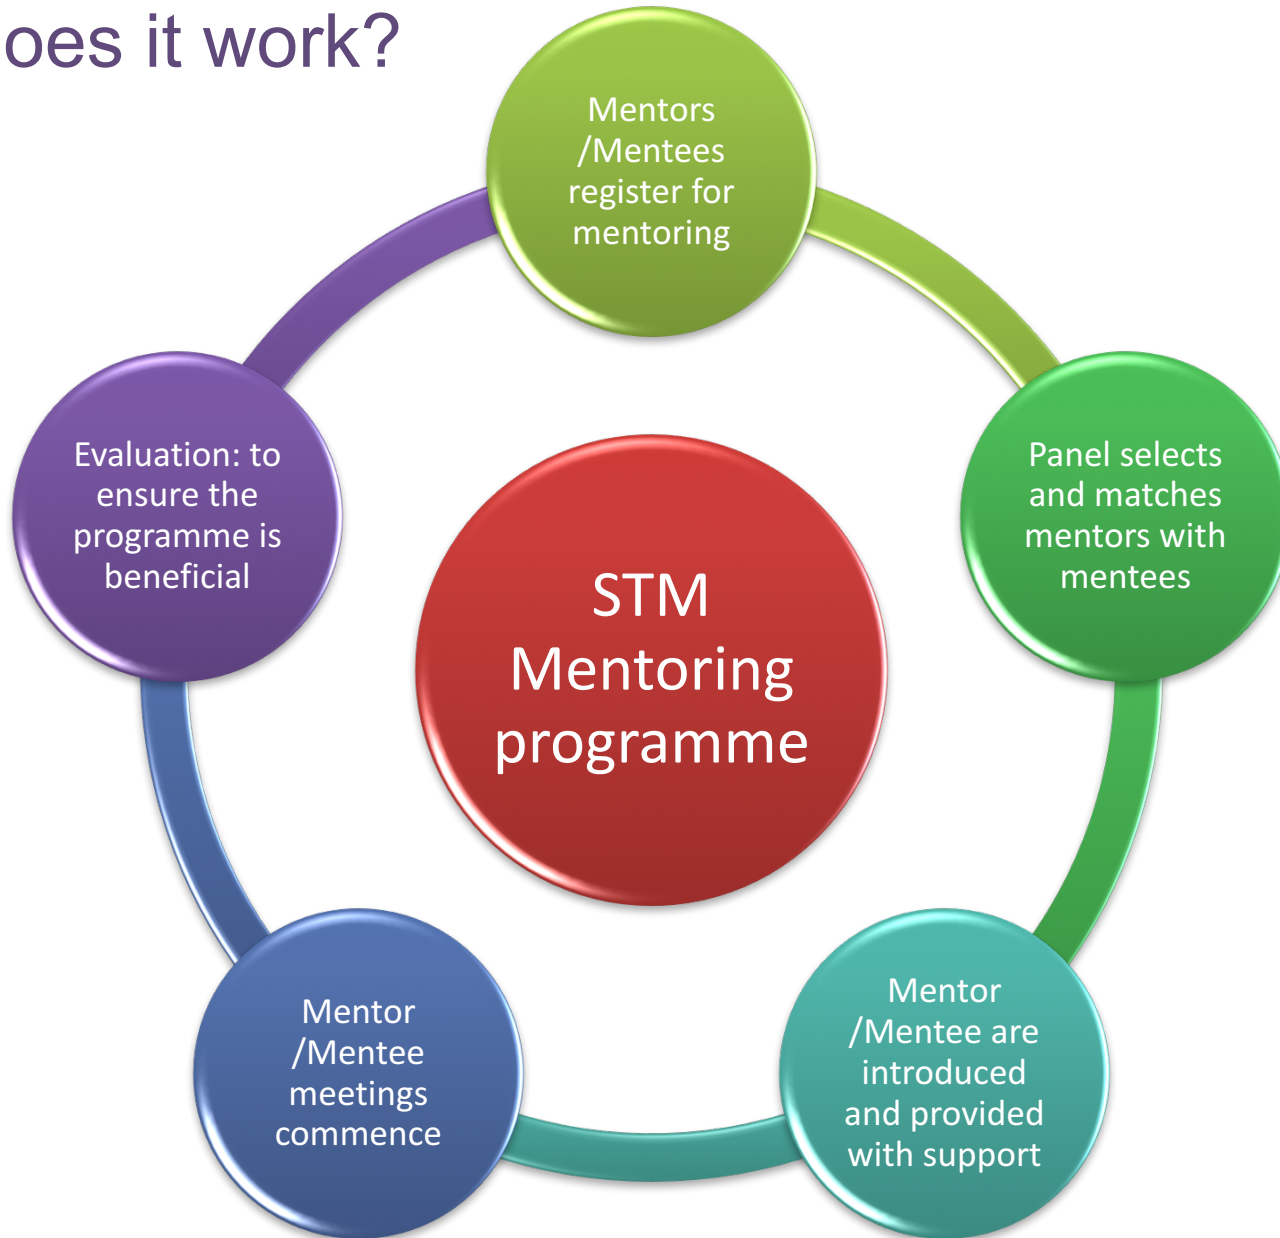 oes it work?
Mentors
/Mentees
register for
mentoring
Panel selects
and matches
mentors with
mentees
Mentor
/Mentee are
introduced
and provided
with support
Mentor
/Mentee
meetings
commence
Evaluation: to
ensure the
programme is
beneficial
STM
Mentoring
programme